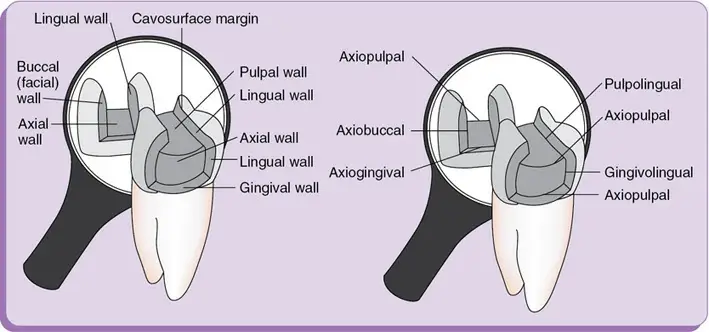 Lingual wall
Cavosurface margin
Buccal
(facial)
wall
Axial
wall
Pulpal wall
Lingual wall
Axial wall
Lingual wall
Gingival wall
Axiopulpal
Axiobuccal
Axiogingival
Pulpolingual
Axiopulpal
Gingivolingual
Axiopulpal